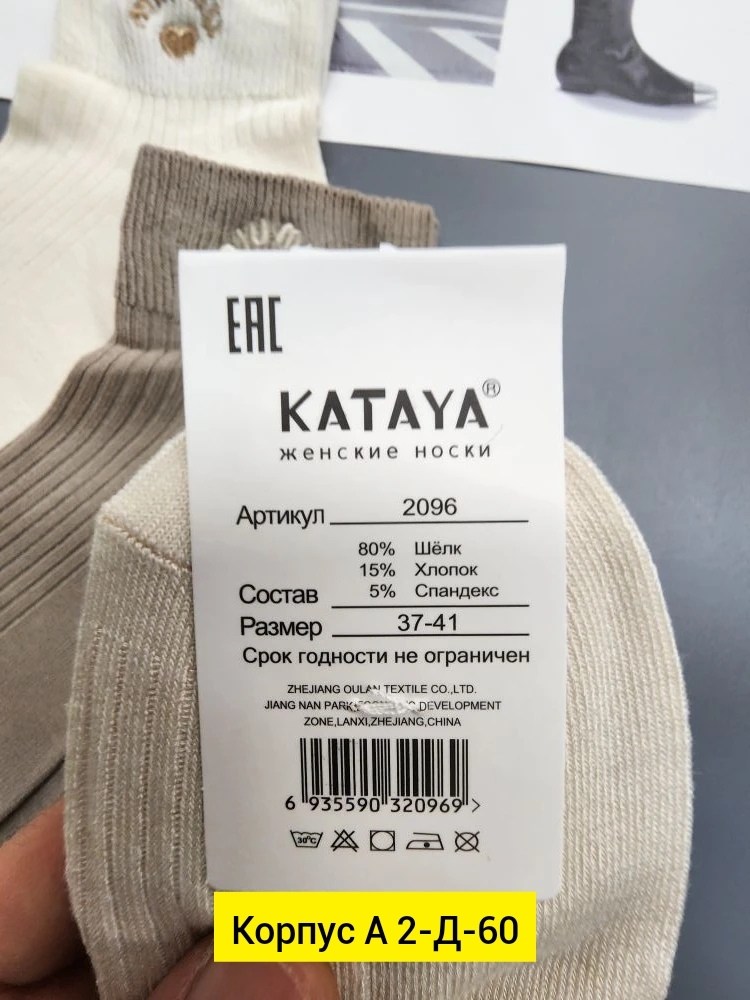 EAC
KATAYA®
женские носки
Артикул 2096
80% Шёлк
15% Хлопок
Состав 5% Спандекс
Размер 37-41
Срок годности не ограничен
ZHEJIANG OULAN TEXTILE CO.,LTD.
JIANG NAN PARK, DEVELOPMENT
ZONE,LANXI,ZHEJIANG,CHINA
6 935590 320969 >
30°C
Корпус А 2-Д-60